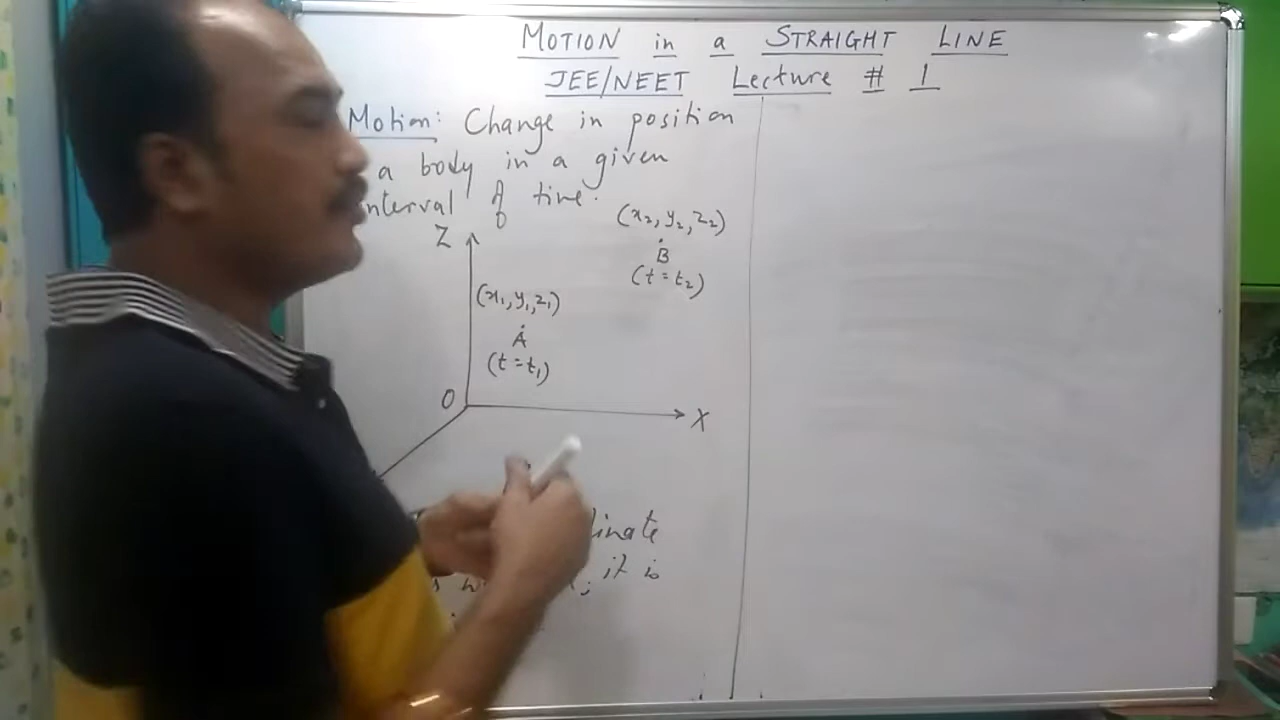 MOTION in a STRAIGHT LINE
JEE/NEET Lecture # 1
Motion: Change in position
a body in a given
interval of time.
(x₂, y₂, z₂)
B
(t = t₂)
Z
(x₁, y₁, z₁)
A
(t = t₁)
O
X
it is